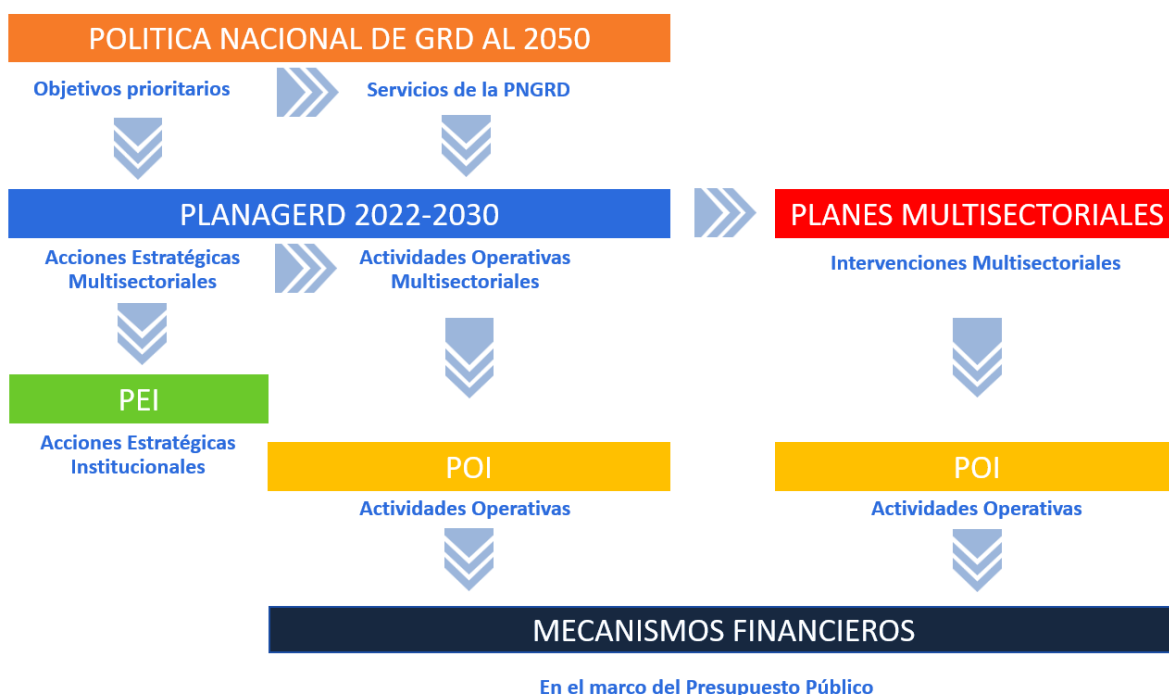 POLITICA NACIONAL DE GRD AL 2050
Objetivos prioritarios
Servicios de la PNGRD
PLANAGERD 2022-2030
PLANES MULTISECTORIALES
Acciones Estratégicas
Multisectoriales
Actividades Operativas
Multisectoriales
Intervenciones Multisectoriales
PEI
Acciones Estratégicas
Institucionales
POI
POI
Actividades Operativas
Actividades Operativas
MECANISMOS FINANCIEROS
En el marco del Presupuesto Público